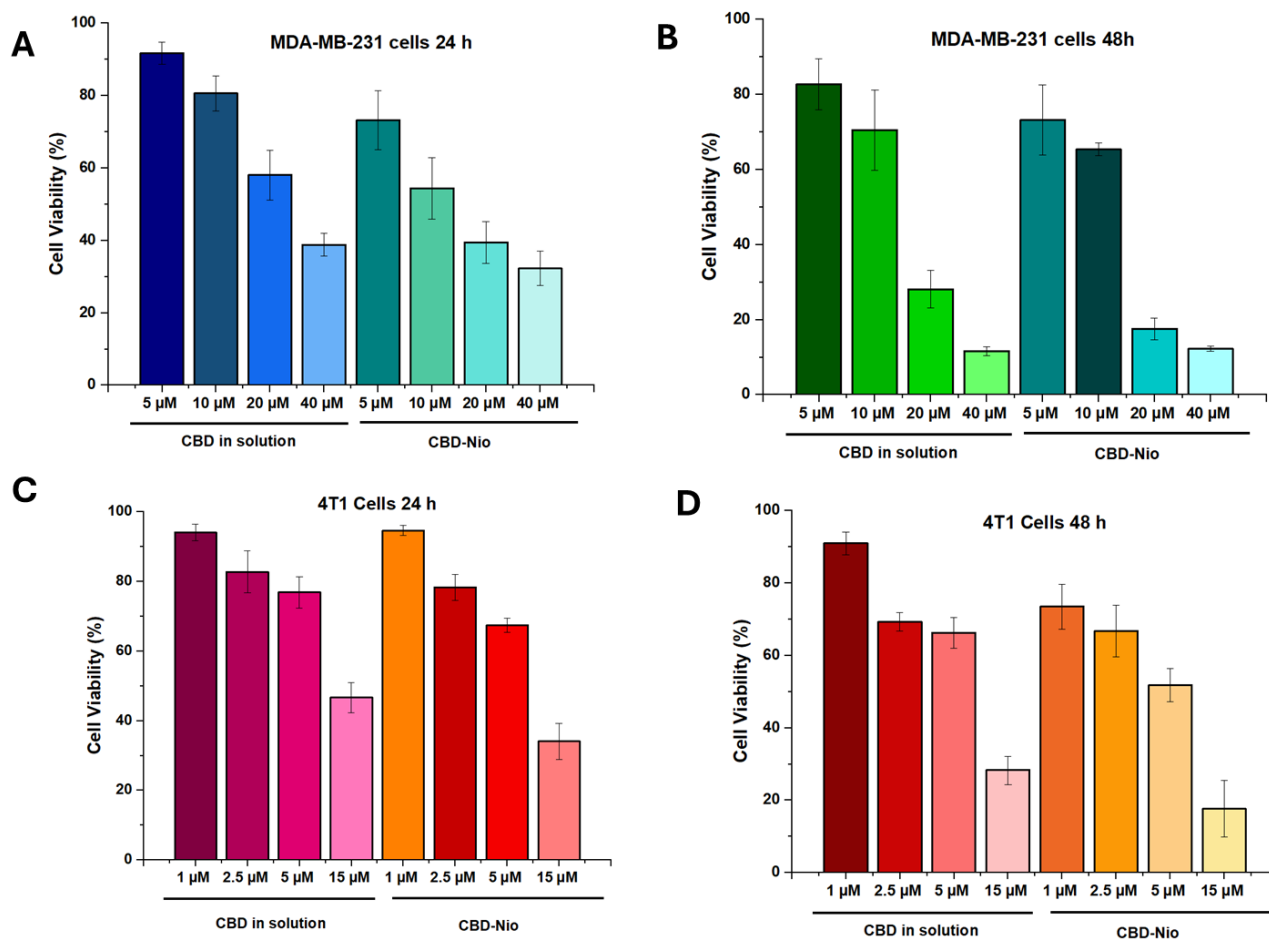 A
MDA-MB-231 cells 24 h
Cell Viability (%)
100
80
60
40
20
0
5 µM 10 µM 20 µM 40 µM 5 µM 10 µM 20 µM 40 µM
CBD in solution CBD-Nio
B
MDA-MB-231 cells 48h
Cell Viability (%)
100
80
60
40
20
0
5 µM 10 µM 20 µM 40 µM 5 µM 10 µM 20 µM 40 µM
CBD in solution CBD-Nio
C
4T1 Cells 24 h
Cell Viability (%)
100
80
60
40
20
0
1 µM 2.5 µM 5 µM 15 µM 1 µM 2.5 µM 5 µM 15 µM
CBD in solution CBD-Nio
D
4T1 Cells 48 h
Cell Viability (%)
100
80
60
40
20
0
1 µM 2.5 µM 5 µM 15 µM 1 µM 2.5 µM 5 µM 15 µM
CBD in solution CBD-Nio